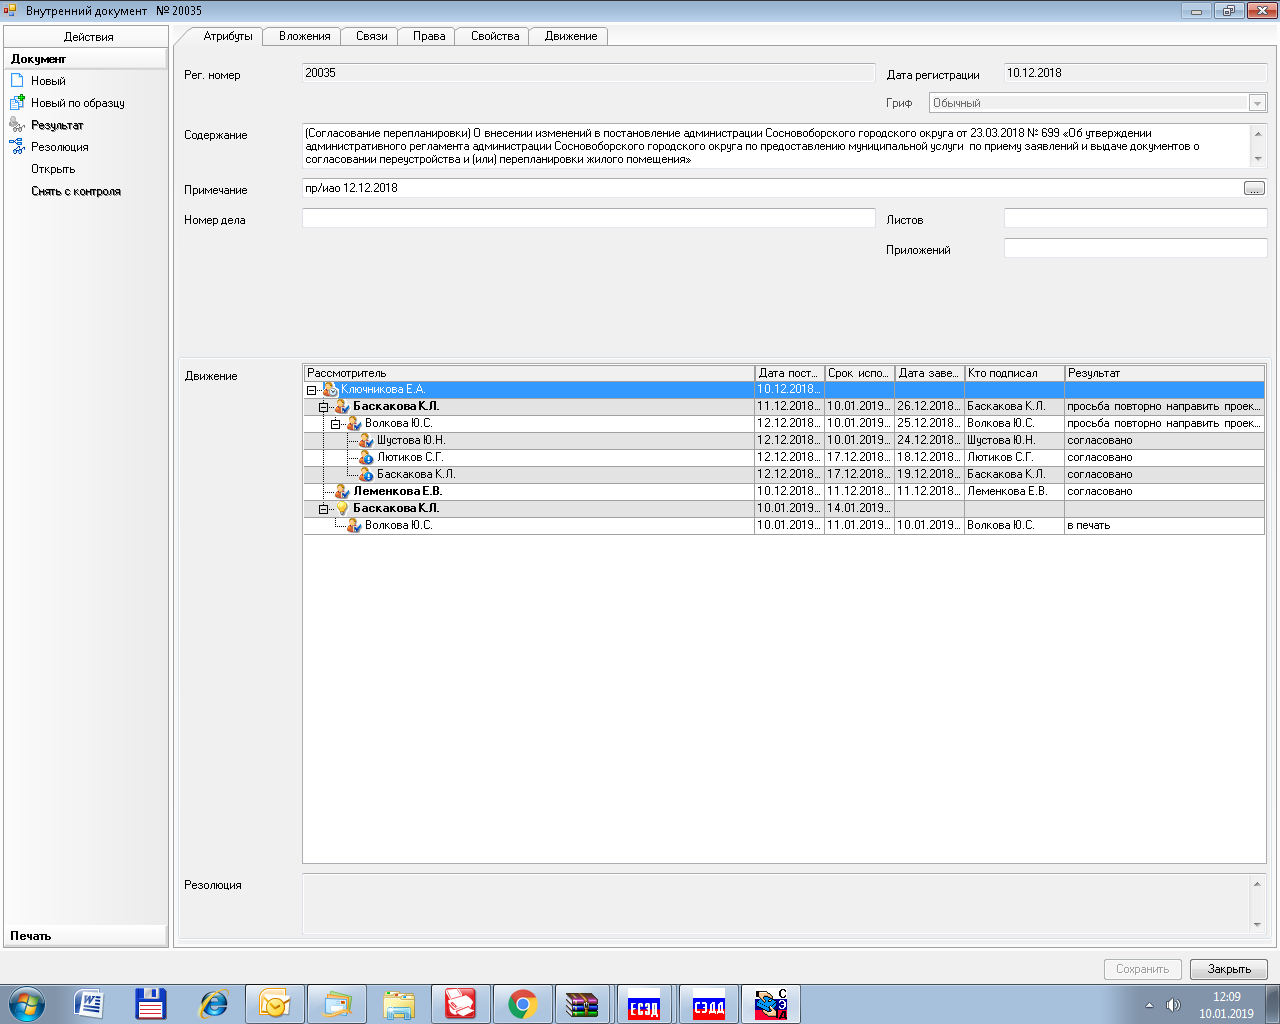 Внутренний документ № 20035
Действия
Документ
Новый
Новый по образцу
Результат
Резолюция
Открыть
Снять с контроля
Печать
Атрибуты Вложения Связи Права Свойства Движение
Рег. номер 20035 Дата регистрации 10.12.2018
Гриф Обычный
Содержание
(Согласование перепланировки) О внесении изменений в постановление администрации Сосновоборского городского округа от 23.03.2018 № 699 «Об утверждении
административного регламента администрации Сосновоборского городского округа по предоставлению муниципальной услуги по приему заявлений и выдаче документов о
согласовании переустройства и (или) перепланировки жилого помещения»
Примечание пр/иао 12.12.2018 ...
Номер дела Листов
Приложений
Движение
Рассмотритель Дата пост... Срок испо... Дата заве... Кто подписал Результат
Ключникова Е.А. 10.12.2018...
Баскакова К.Л. 11.12.2018... 10.01.2019... 26.12.2018... Баскакова К.Л. просьба повторно направить проек...
Волкова Ю.С. 12.12.2018... 10.01.2019... 25.12.2018... Волкова Ю.С. просьба повторно направить проек...
Шустова Ю.Н. 12.12.2018... 10.01.2019... 24.12.2018... Шустова Ю.Н. согласовано
Лютиков С.Г. 12.12.2018... 17.12.2018... 18.12.2018... Лютиков С.Г. согласовано
Баскакова К.Л. 12.12.2018... 17.12.2018... 19.12.2018... Баскакова К.Л. согласовано
Леменкова Е.В. 10.12.2018... 11.12.2018... 11.12.2018... Леменкова Е.В. согласовано
Баскакова К.Л. 10.01.2019... 14.01.2019...
Волкова Ю.С. 10.01.2019... 11.01.2019... 10.01.2019... Волкова Ю.С. в печать
Резолюция
Сохранить Закрыть
ЕСЭД СЭДД СЭД
12:09
10.01.2019